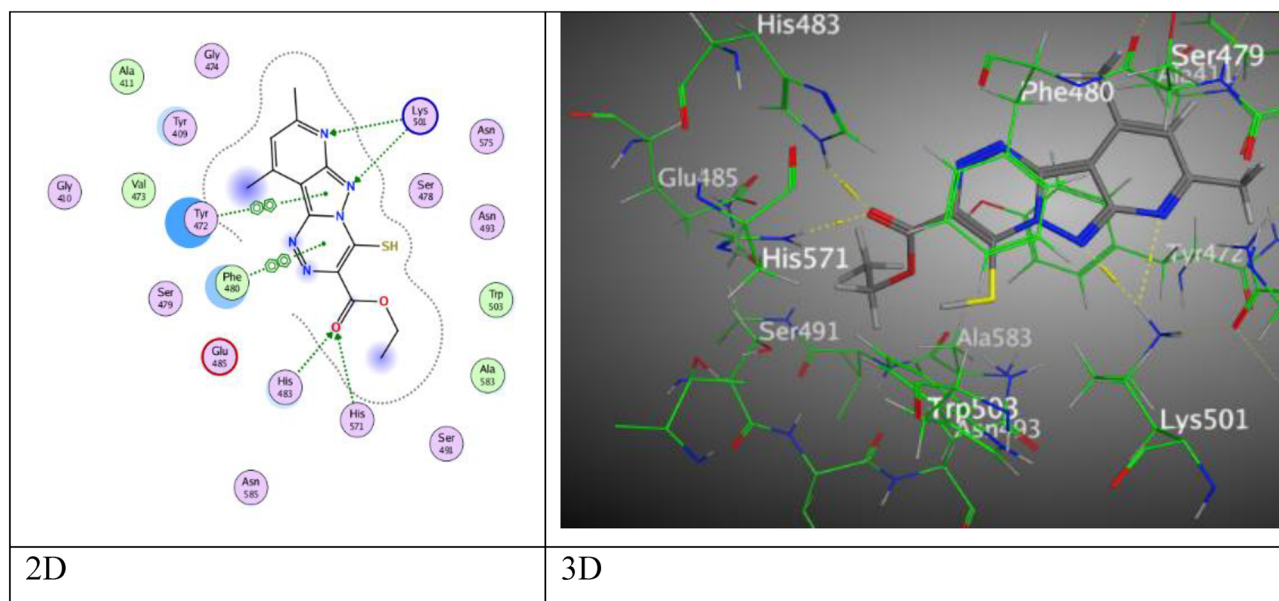 Gly
474
Ala
411
Tyr
409
Lys
501
Asn
575
Gly
410
Val
473
Tyr
472
Ser
478
Asn
493
N
N
N
N
N
SH
Phe
480
Ser
479
O
O
Trp
503
Glu
485
His
483
His
571
Ala
583
Ser
491
Asn
585
His483
Ser479
Ala411
Phe480
Glu485
His571
Tyr472
Ser491
Ala583
Trp503
Asn493
Lys501
2D
3D